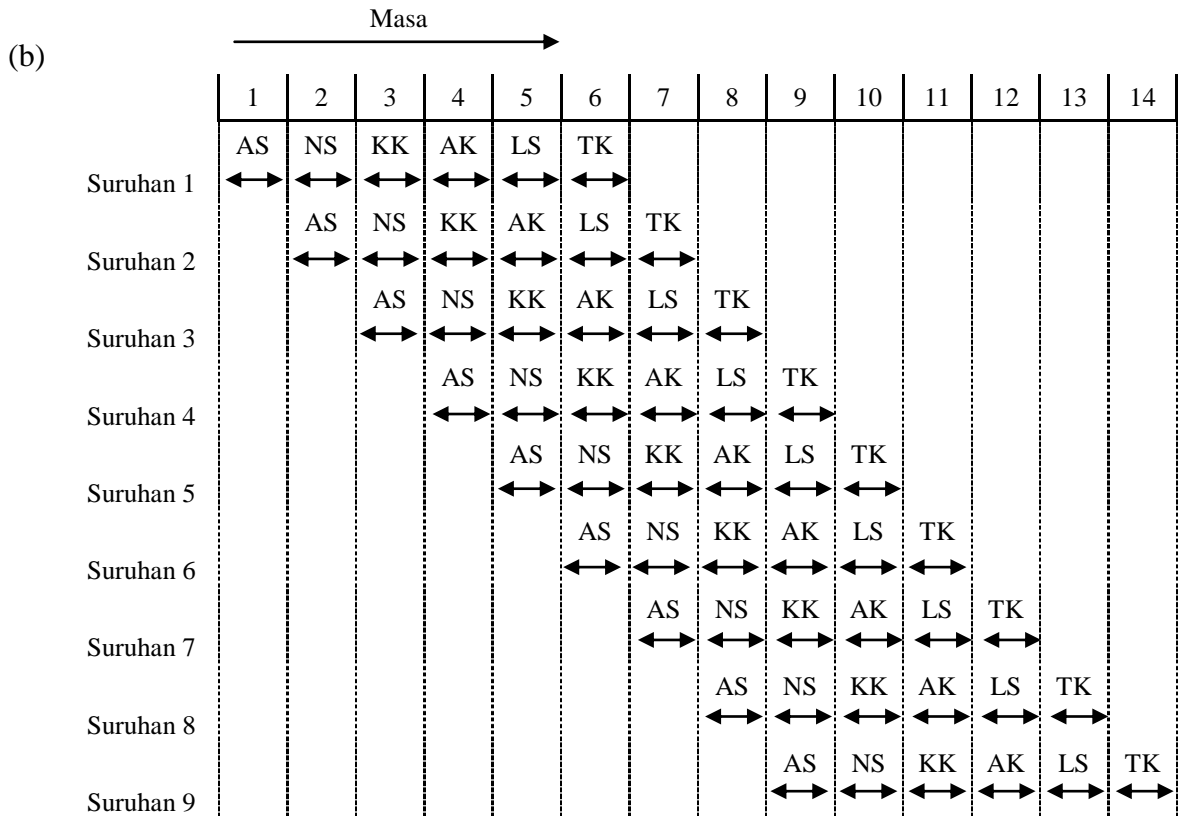 Masa
(b)
1 2 3 4 5 6 7 8 9 10 11 12 13 14
AS NS KK AK LS TK
Suruhan 1
AS NS KK AK LS TK
Suruhan 2
AS NS KK AK LS TK
Suruhan 3
AS NS KK AK LS TK
Suruhan 4
AS NS KK AK LS TK
Suruhan 5
AS NS KK AK LS TK
Suruhan 6
AS NS KK AK LS TK
Suruhan 7
AS NS KK AK LS TK
Suruhan 8
AS NS KK AK LS TK
Suruhan 9